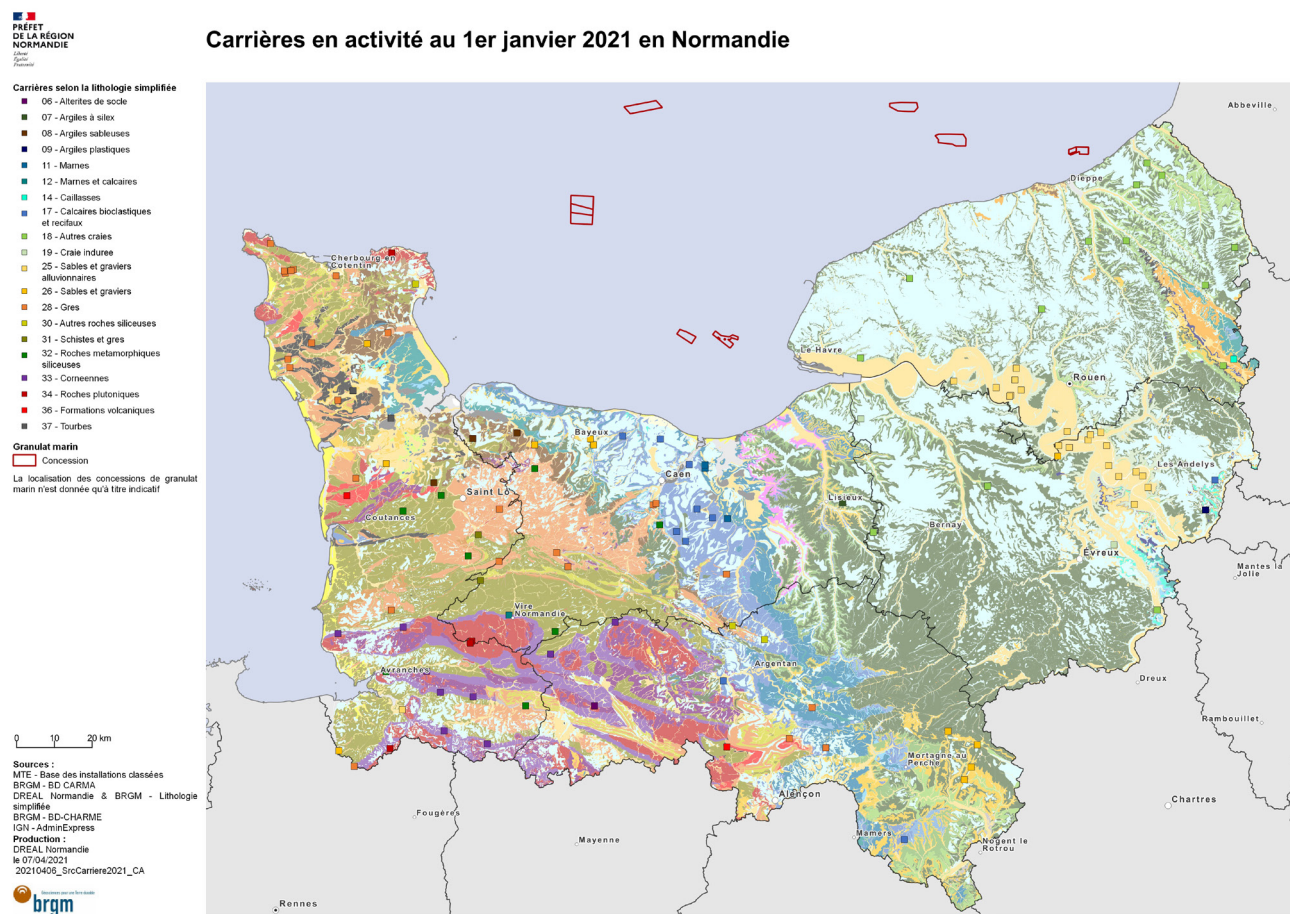 PRÉFET
DE LA RÉGION
NORMANDIE
Liberté
Égalité
Fraternité
Carrières en activité au 1er janvier 2021 en Normandie
Carrières selon la lithologie simplifiée
06 - Alterites de socle
07 - Argiles à silex
08 - Argiles sableuses
09 - Argiles plastiques
11 - Marnes
12 - Marnes et calcaires
14 - Caillasses
17 - Calcaires bioclastiques
et recifaux
18 - Autres craies
19 - Craie induree
25 - Sables et graviers
alluvionnaires
26 - Sables et graviers
28 - Gres
30 - Autres roches siliceuses
31 - Schistes et gres
32 - Roches metamorphiques
siliceuses
33 - Corneennes
34 - Roches plutoniques
36 - Formations volcaniques
37 - Tourbes
Granulat marin
Concession
La localisation des concessions de granulat
marin n'est donnée qu'à titre indicatif
0 10 20 km
Sources :
MTE - Base des installations classées
BRGM - BD CARMA
DREAL Normandie & BRGM - Lithologie
simplifiée
BRGM - BD-CHARME
IGN - AdminExpress
Production :
DREAL Normandie
le 07/04/2021
20210406_SrcCarriere2021_CA
brgm
Abbeville
Dieppe
Cherbourg-en
Cotentin
Le Havre
Rouen
Bayeux
Caen
Les Andelys
Saint Lô
Lisieux
Coutances
Bernay
Evreux
Mantes la
Jolie
Vire
Normandie
Argentan
Avranches
Dreux
Rambouillet
Mortagne au
Perche
Alençon
Chartres
Fougères
Mayenne
Mamers
Nogent le
Rotrou
Rennes